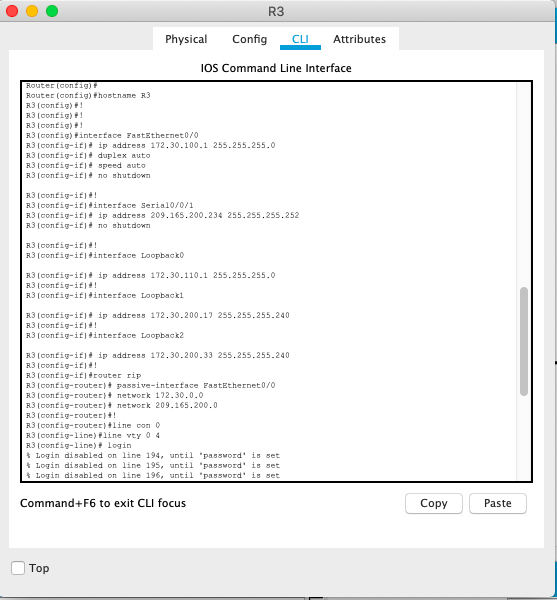 R3
Physical Config CLI Attributes
IOS Command Line Interface
Router(config)#
Router(config)#hostname R3
R3(config)#!
R3(config)#!
R3(config)#!
R3(config)#interface FastEthernet0/0
R3(config-if)# ip address 172.30.100.1 255.255.255.0
R3(config-if)# duplex auto
R3(config-if)# speed auto
R3(config-if)# no shutdown
R3(config-if)#!
R3(config-if)#interface Serial0/0/1
R3(config-if)# ip address 209.165.200.234 255.255.255.252
R3(config-if)# no shutdown
R3(config-if)#!
R3(config-if)#interface Loopback0
R3(config-if)# ip address 172.30.110.1 255.255.255.0
R3(config-if)#!
R3(config-if)#interface Loopback1
R3(config-if)# ip address 172.30.200.17 255.255.255.240
R3(config-if)#!
R3(config-if)#interface Loopback2
R3(config-if)# ip address 172.30.200.33 255.255.255.240
R3(config-if)#!
R3(config-if)#router rip
R3(config-router)# passive-interface FastEthernet0/0
R3(config-router)# network 172.30.0.0
R3(config-router)# network 209.165.200.0
R3(config-router)#!
R3(config-router)#line con 0
R3(config-line)#line vty 0 4
R3(config-line)# login
% Login disabled on line 194, until 'password' is set
% Login disabled on line 195, until 'password' is set
% Login disabled on line 196, until 'password' is set
Command+F6 to exit CLI focus
Copy Paste
Top